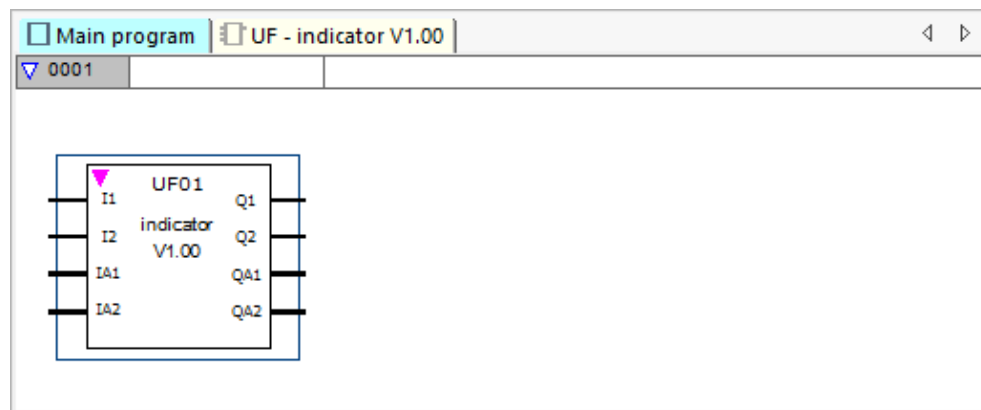 Main program UF - indicator V1.00
0001
UF01
I1 Q1
indicator
I2 Q2
V1.00
IA1 QA1
IA2 QA2